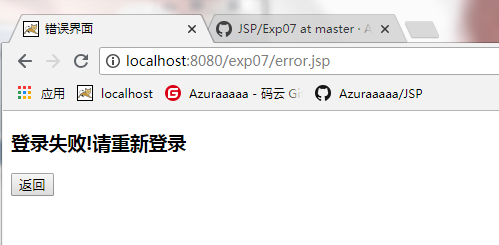 错误界面
JSP/Exp07 at master · A
localhost:8080/exp07/error.jsp
应用
localhost
Azuraaaaa - 码云 Gi
Azuraaaaa/JSP
登录失败!请重新登录
返回